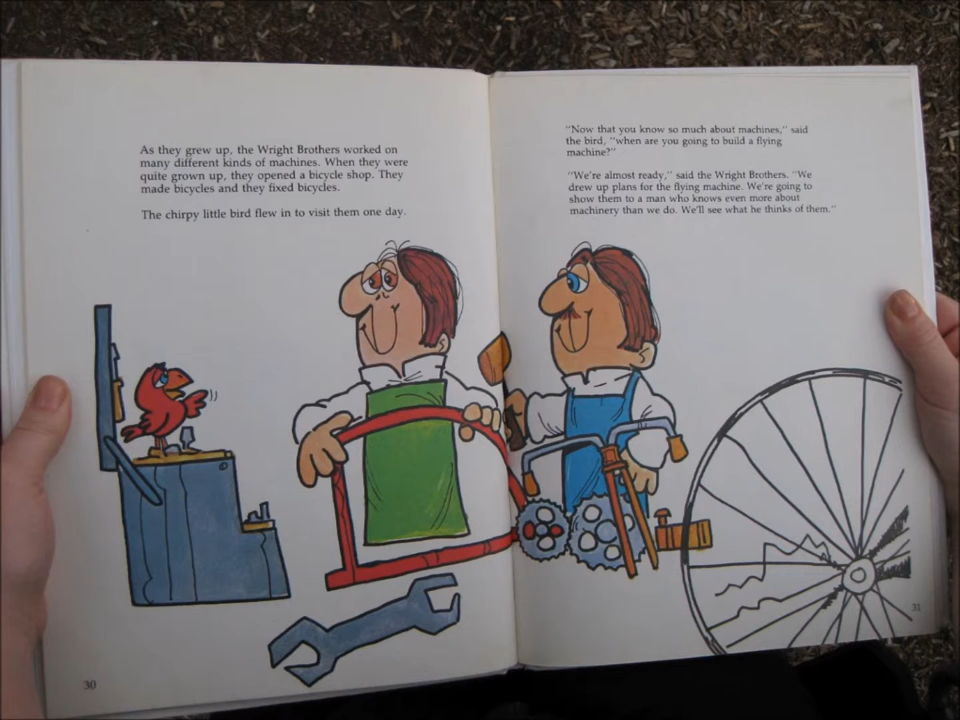 As they grew up, the Wright Brothers worked on
many different kinds of machines. When they were
quite grown up, they opened a bicycle shop. They
made bicycles and they fixed bicycles.
The chirpy little bird flew in to visit them one day.
30
"Now that you know so much about machines," said
the bird, "when are you going to build a flying
machine?"
"We're almost ready," said the Wright Brothers. "We
drew up plans for the flying machine. We're going to
show them to a man who knows even more about
machinery than we do. We'll see what he thinks of them."
31